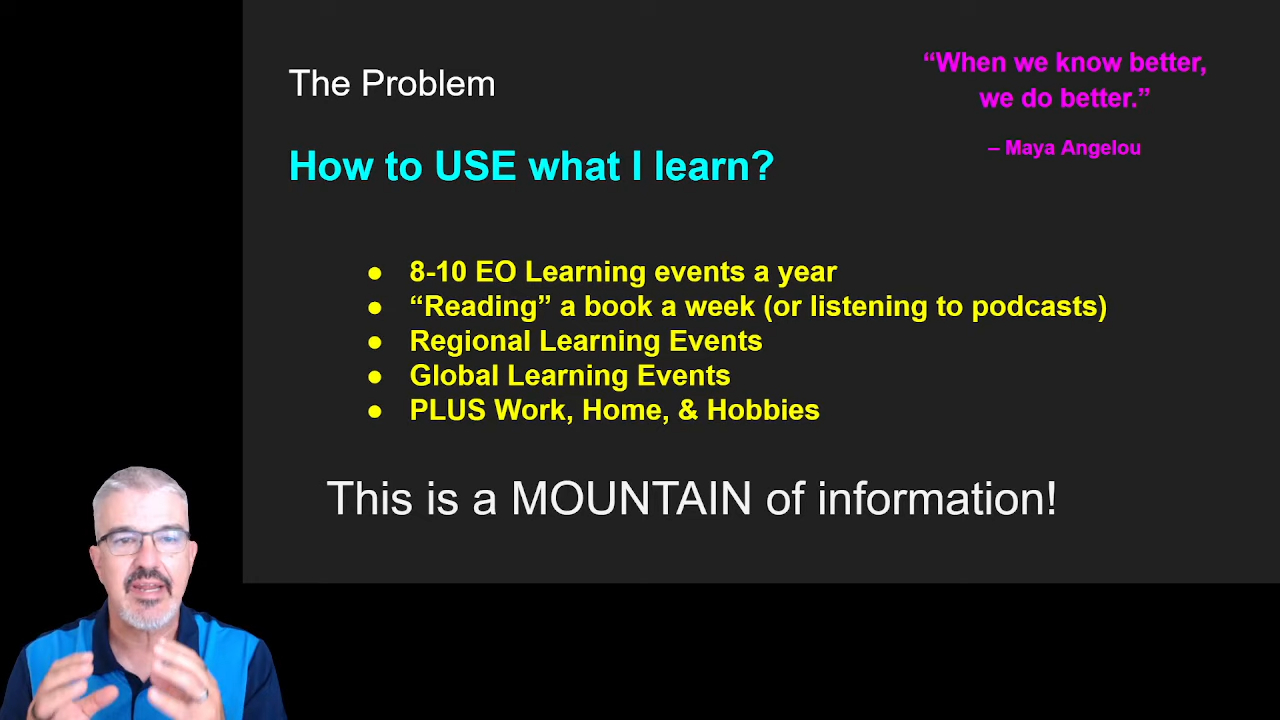 The Problem
“When we know better,
we do better.”
– Maya Angelou
How to USE what I learn?
● 8-10 EO Learning events a year
● “Reading” a book a week (or listening to podcasts)
● Regional Learning Events
● Global Learning Events
● PLUS Work, Home, & Hobbies
This is a MOUNTAIN of information!